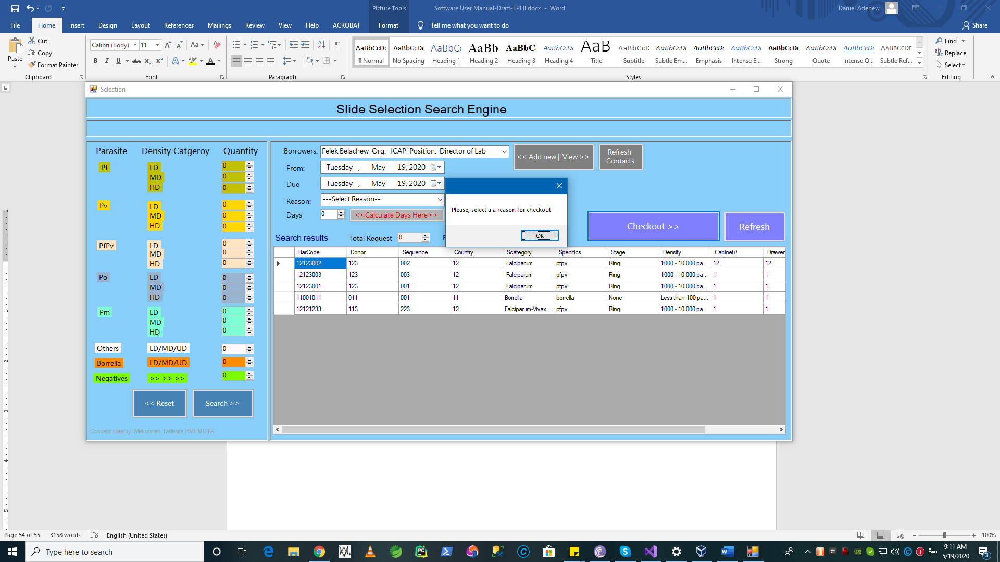 Picture Tools
Software User Manual-Draft-EPHI.docx - Word
Daniel Adenew
File Home Insert Design Layout References Mailings Review View Help ACROBAT Format Tell me what you want to do Share
Paste
Cut
Copy
Format Painter
Clipboard
Calibri (Body) 11
Font
Paragraph
AaBbCcDc AaBbCcDc AaBbCc AaBb AaBbC AaBbCcDc AaB AaBbCcD AaBbCcDc AaBbCcDc AaBbCcDc AaBbCcDc AaBbCcDc AaBbCcDc AABBCCDE
¶ Normal No Spacing Heading 1 Heading 2 Heading 3 Heading 4 Title Subtitle Subtle Em... Emphasis Intense E... Strong Quote Intense Q... Subtle Ref...
Styles
Find
Replace
Select
Editing
Selection
Slide Selection Search Engine
Parasite Density Catgeroy Quantity
Pf LD 0
MD 0
HD 0
Pv LD 0
MD 0
HD 0
PfPv LD 0
MD 0
HD 0
Po LD 0
MD 0
HD 0
Pm LD 0
MD 0
HD 0
Others LD/MD/UD 0
Borrella LD/MD/UD 0
Negatives >> >> >> 0
<< Reset Search >>
Concept Idea by Mekonnen Tadesse PMI/MDTA.
Borrowers: Felek Belachew Org: ICAP Position: Director of Lab
<< Add new || View >>
Refresh Contacts
From: Tuesday , May 19, 2020
Due Tuesday , May 19, 2020
Reason: ---Select Reason--
Days 0 <<Calculate Days Here>>
Please, select a a reason for checkout
OK
Checkout >> Refresh
Search results Total Request 0
BarCode Donor Sequence Country Scategory Specifics Stage Density Cabinet# Drawer
12123002 123 002 12 Falciparum pfpv Ring 1000 - 10,000 pa... 12 12
12123003 123 003 12 Falciparum pfpv Ring 1000 - 10,000 pa... 1 1
12123001 123 001 12 Falciparum pfpv Ring 1000 - 10,000 pa... 1 1
11001011 011 001 11 Borrella borrella None Less than 100 pa... 1 1
12121233 113 223 12 Falciparum-Vivax ... pfpv Ring 1000 - 10,000 pa... 1 1
Page 54 of 55 3158 words English (United States) 100%
Type here to search
9:11 AM
5/19/2020
3